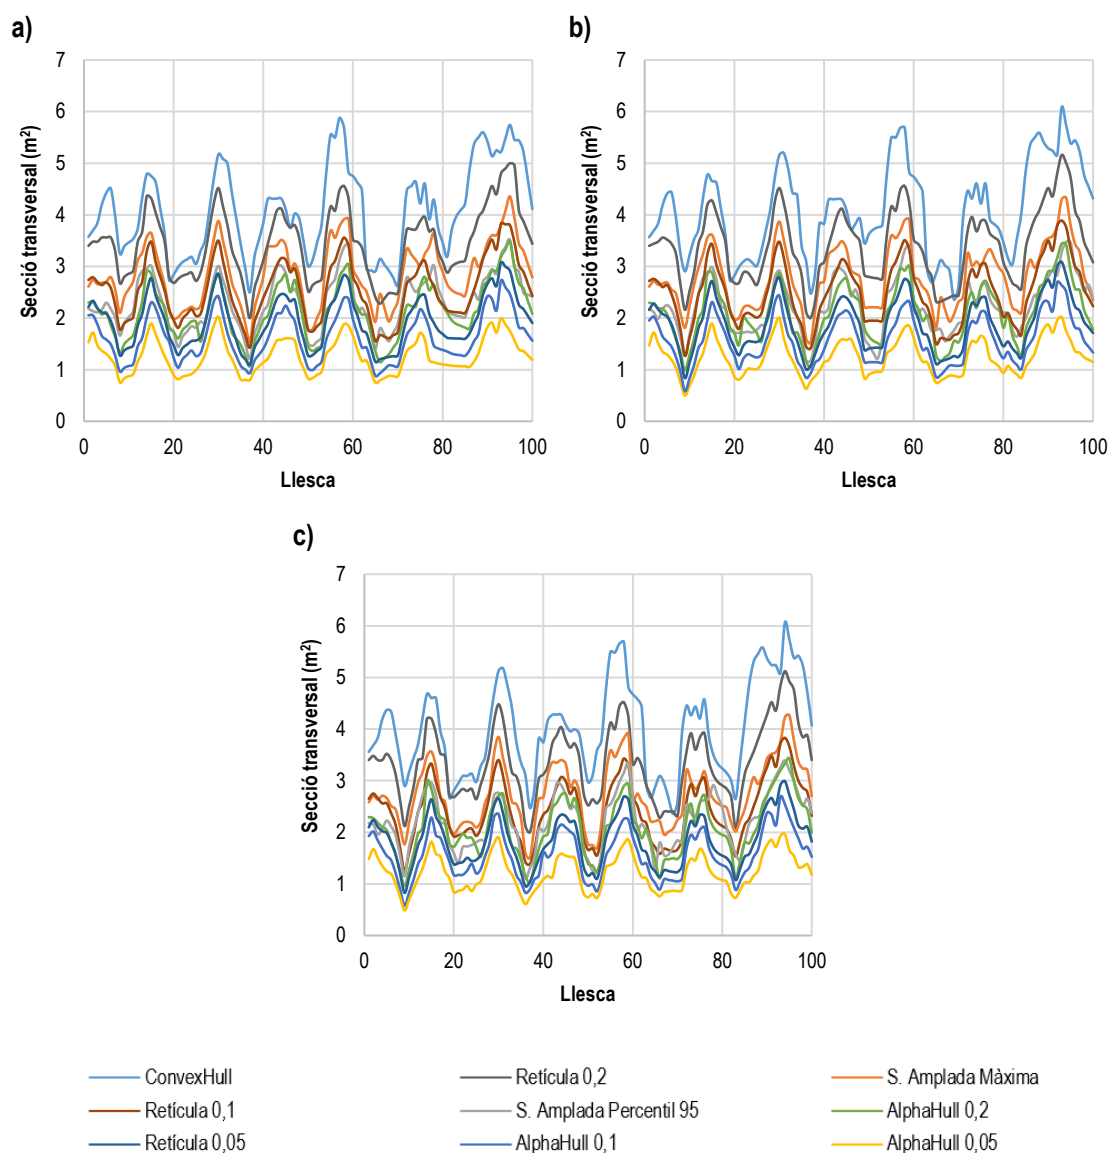 a)
7
6
5
4
3
2
1
0
Secció transversal (m²)
0 20 40 60 80 100
Llesca
b)
7
6
5
4
3
2
1
0
Secció transversal (m²)
0 20 40 60 80 100
Llesca
c)
7
6
5
4
3
2
1
0
Secció transversal (m²)
0 20 40 60 80 100
Llesca
ConvexHull Retícula 0,2 S. Amplada Màxima
Retícula 0,1 S. Amplada Percentil 95 AlphaHull 0,2
Retícula 0,05 AlphaHull 0,1 AlphaHull 0,05